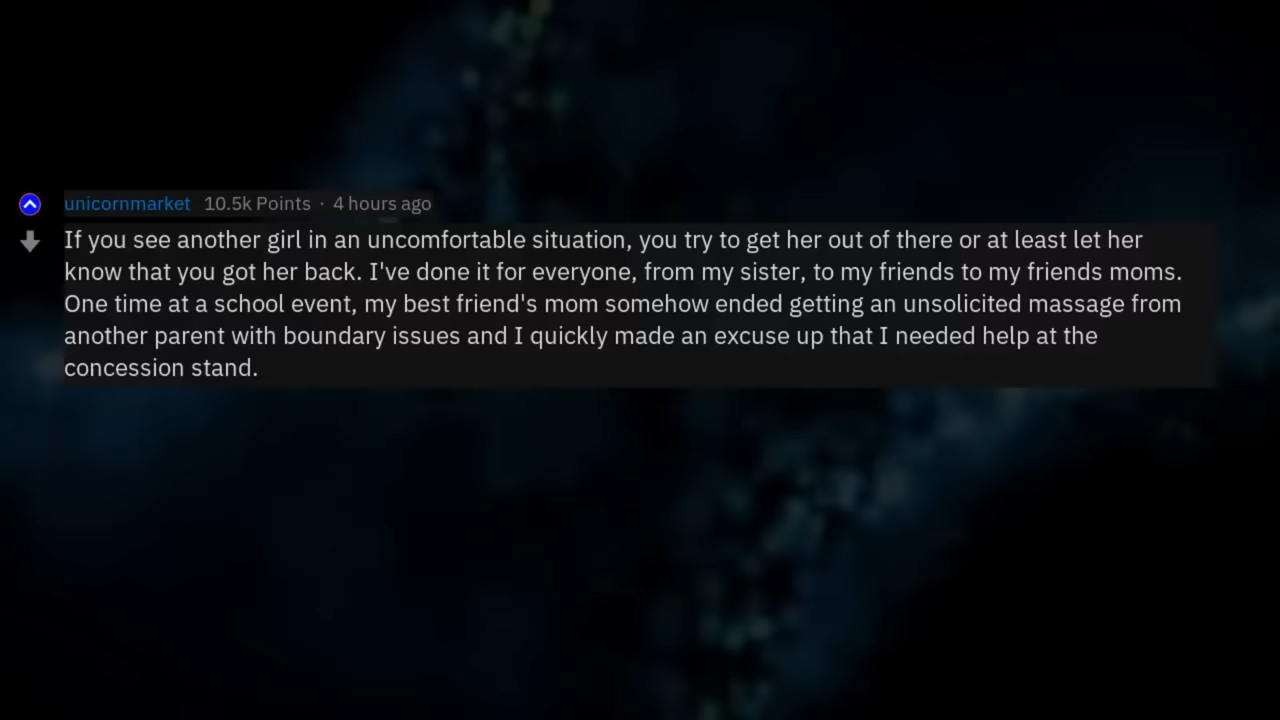 unicornmarket 10.5k Points · 4 hours ago
If you see another girl in an uncomfortable situation, you try to get her out of there or at least let her
know that you got her back. I've done it for everyone, from my sister, to my friends to my friends moms.
One time at a school event, my best friend's mom somehow ended getting an unsolicited massage from
another parent with boundary issues and I quickly made an excuse up that I needed help at the
concession stand.